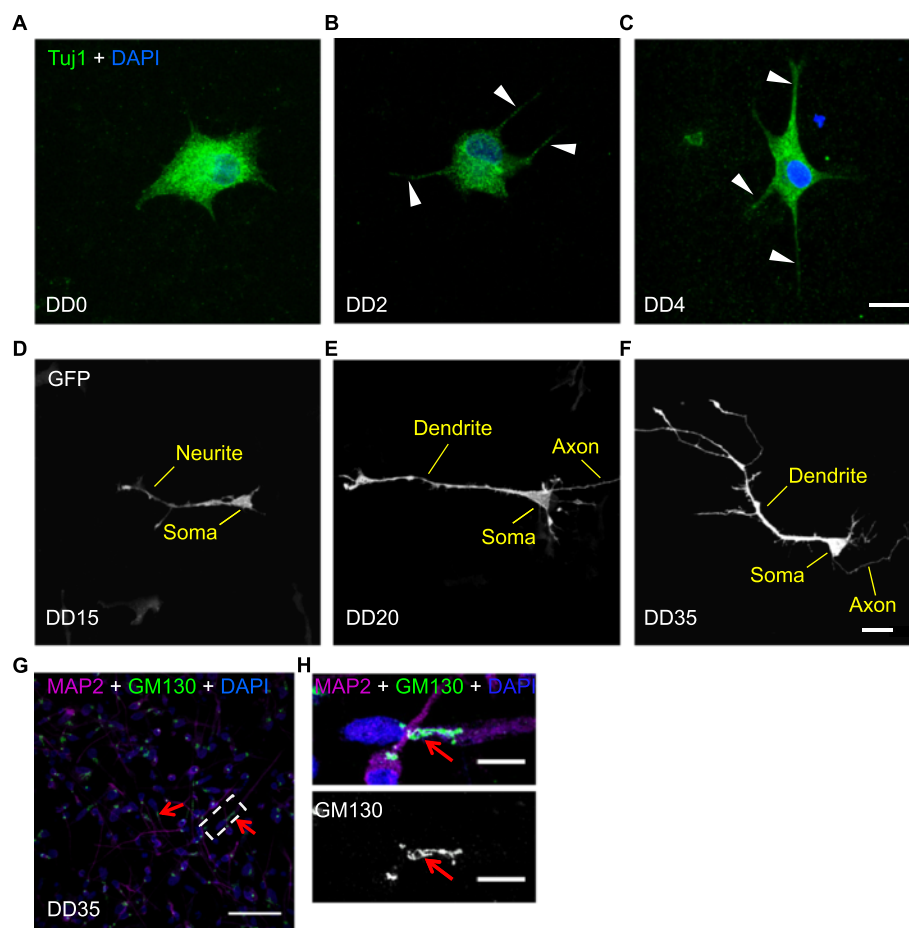 A
B
C
Tuj1 + DAPI
DD0
DD2
DD4
D
E
F
GFP
Neurite
Soma
DD15
Dendrite
Axon
Soma
DD20
Dendrite
Soma
Axon
DD35
G
H
MAP2 + GM130 + DAPI
DD35
MAP2 + GM130 + DAPI
GM130